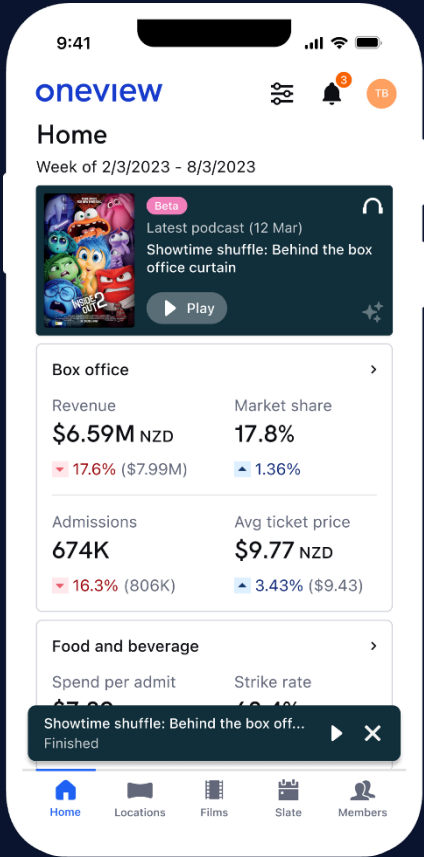 9:41
oneview
3
TB
Home
Week of 2/3/2023 - 8/3/2023
Beta
Latest podcast (12 Mar)
Showtime shuffle: Behind the box
office curtain
INSIDE
OUT 2
Play
Box office
Revenue
Market share
$6.59M NZD
17.8%
17.6% ($7.99M)
1.36%
Admissions
Avg ticket price
674K
$9.77 NZD
16.3% (806K)
3.43% ($9.43)
Food and beverage
Spend per admit
Strike rate
Showtime shuffle: Behind the box off...
Finished
Home
Locations
Films
Slate
Members